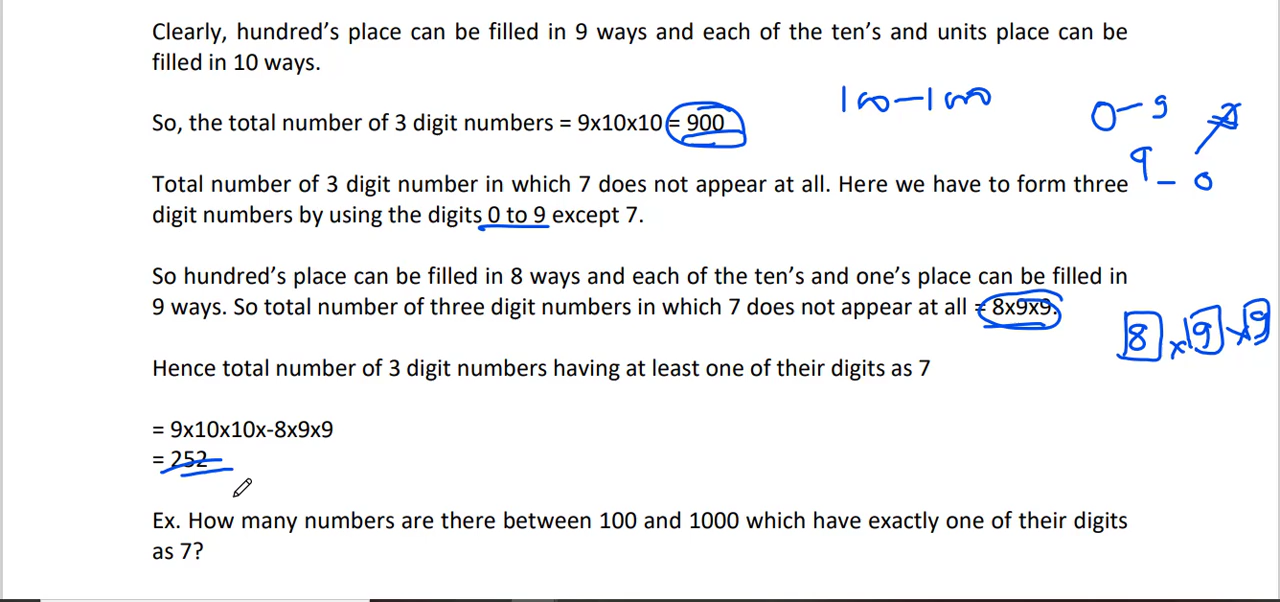 Clearly, hundred's place can be filled in 9 ways and each of the ten's and units place can be
filled in 10 ways.
100-1000
0-9
So, the total number of 3 digit numbers = 9x10x10 = 900
9 - 0
Total number of 3 digit number in which 7 does not appear at all. Here we have to form three
digit numbers by using the digits 0 to 9 except 7.
So hundred's place can be filled in 8 ways and each of the ten's and one's place can be filled in
9 ways. So total number of three digit numbers in which 7 does not appear at all = 8x9x9.
8 x 9 x 9
Hence total number of 3 digit numbers having at least one of their digits as 7
= 9x10x10x-8x9x9
= 252
Ex. How many numbers are there between 100 and 1000 which have exactly one of their digits
as 7?